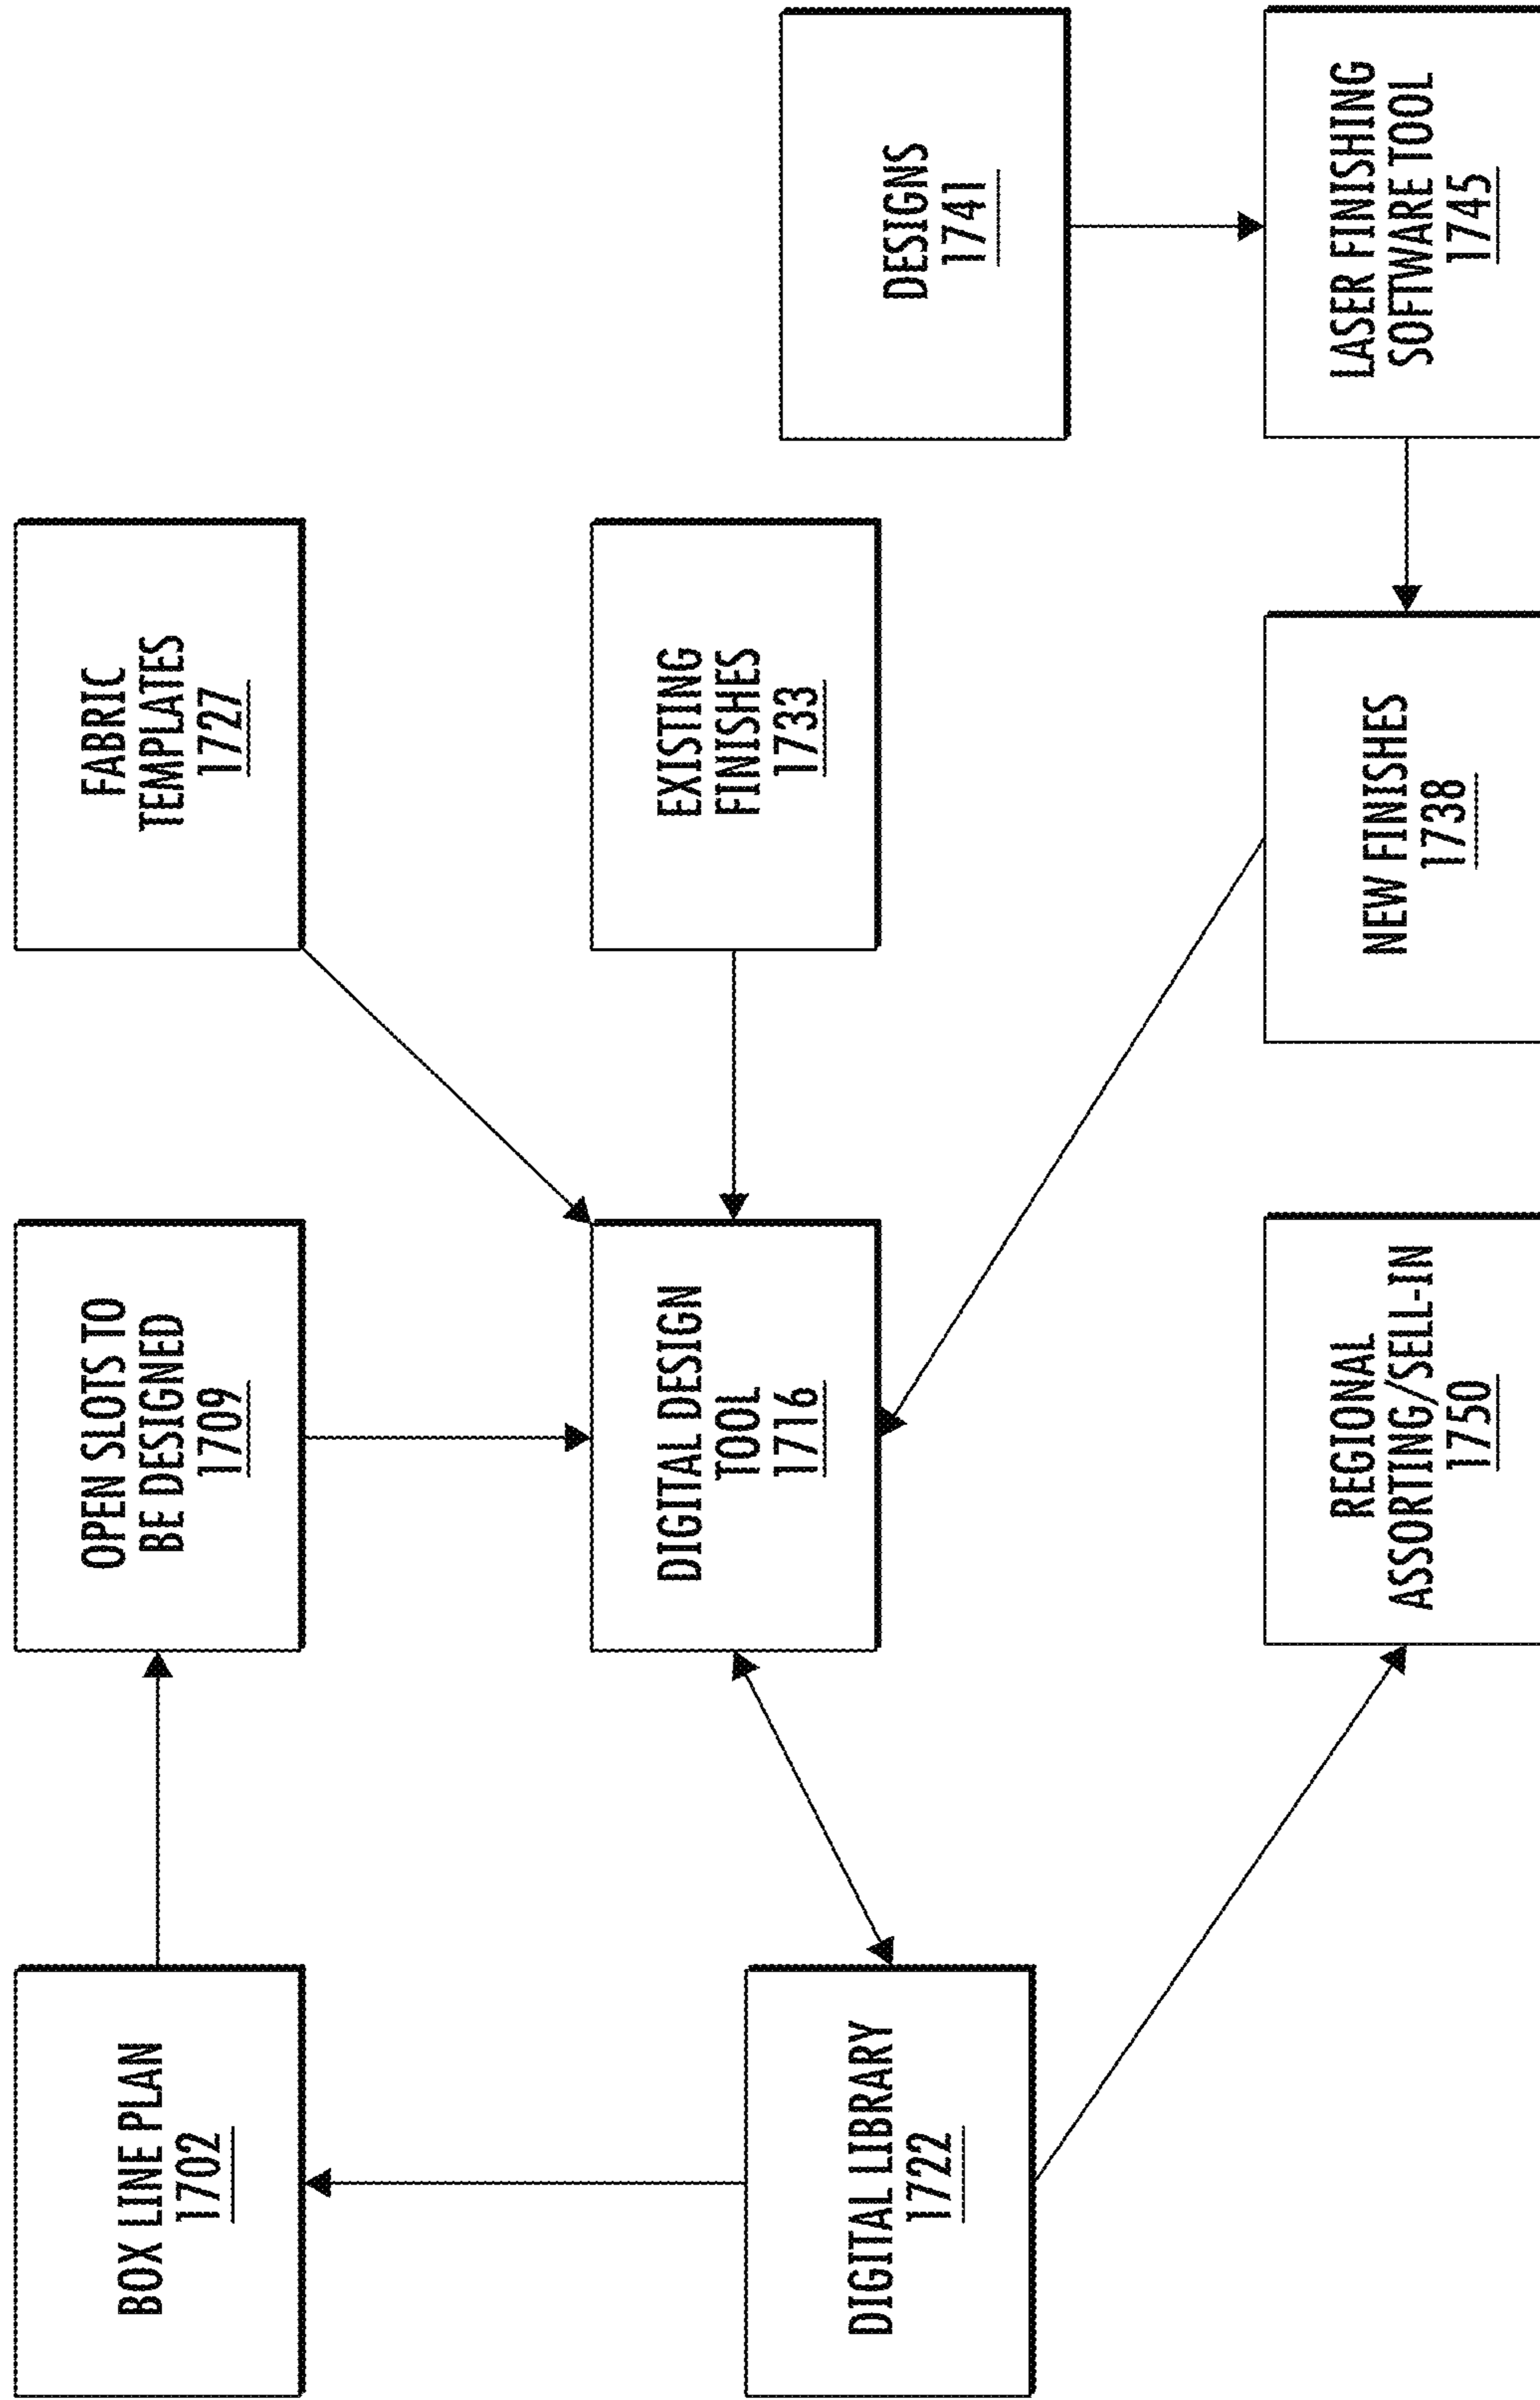 BOX LINE PLAN
1702
OPEN SLOTS TO
BE DESIGNED
1709
FABRIC
TEMPLATES
1727
DIGITAL LIBRARY
1722
DIGITAL DESIGN
TOOL
1716
EXISTING
FINISHES
1733
DESIGNS
1741
REGIONAL
ASSORTING/SELL-IN
1750
NEW FINISHES
1738
LASER FINISHING
SOFTWARE TOOL
1745